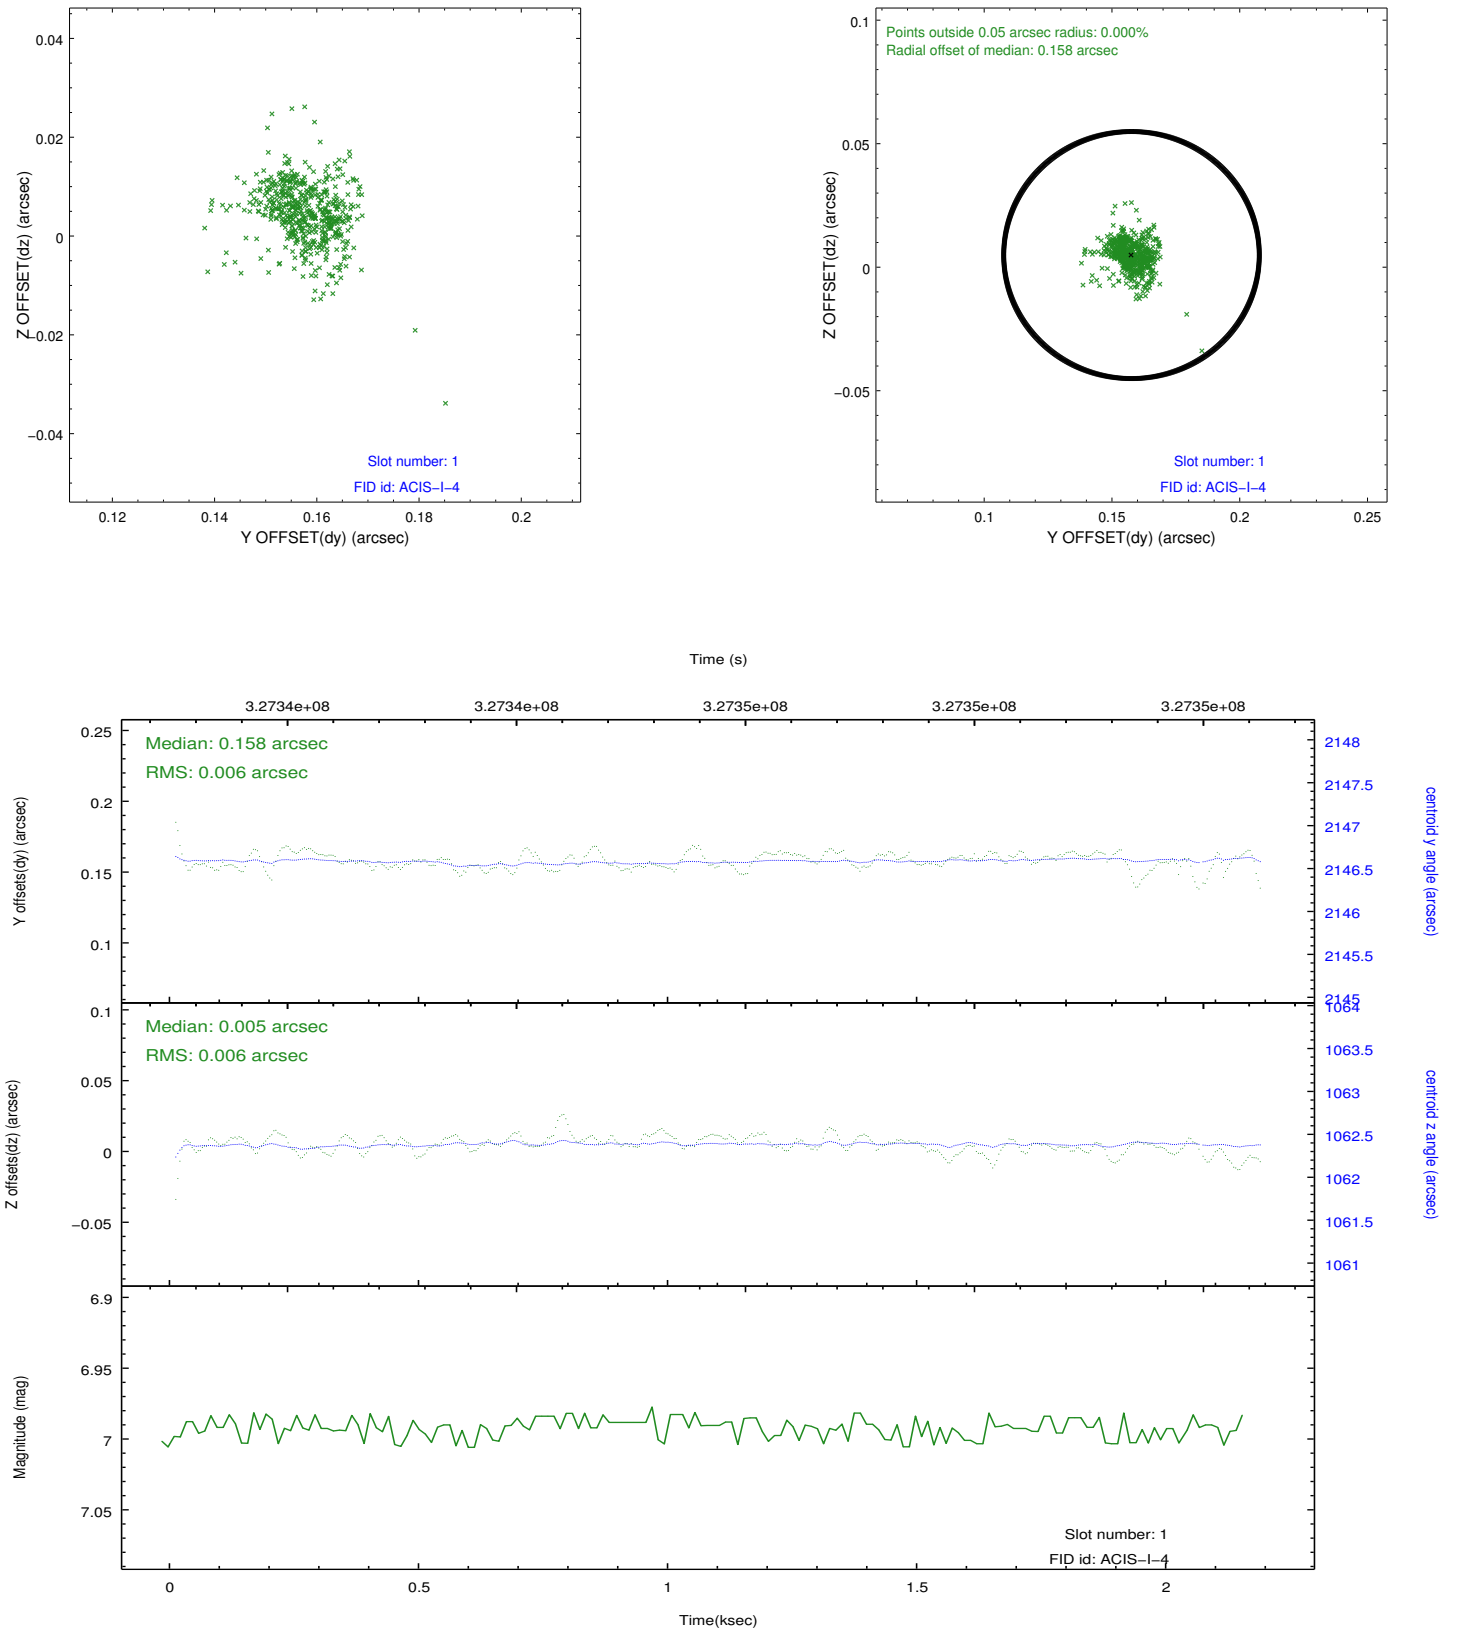 0.04
0.02
0
−0.02
−0.04
Z OFFSET(dz) (arcsec)
Slot number: 1
FID id: ACIS−I−4
0.12 0.14 0.16 0.18 0.2
Y OFFSET(dy) (arcsec)
Points outside 0.05 arcsec radius: 0.000%
Radial offset of median: 0.158 arcsec
0.1
0.05
0
−0.05
Z OFFSET(dz) (arcsec)
Slot number: 1
FID id: ACIS−I−4
0.1 0.15 0.2 0.25
Y OFFSET(dy) (arcsec)
Time (s)
3.2734e+08 3.2734e+08 3.2735e+08 3.2735e+08 3.2735e+08
Median: 0.158 arcsec
RMS: 0.006 arcsec
0.25
0.2
0.15
0.1
Y offsets(dy) (arcsec)
2148
2147.5
2147
2146.5
2146
2145.5
2145
centroid y angle (arcsec)
Median: 0.005 arcsec
RMS: 0.006 arcsec
0.1
0.05
0
−0.05
Z offsets(dz) (arcsec)
1064
1063.5
1063
1062.5
1062
1061.5
1061
centroid z angle (arcsec)
6.9
6.95
7
7.05
Magnitude (mag)
Slot number: 1
FID id: ACIS−I−4
0 0.5 1 1.5 2
Time(ksec)